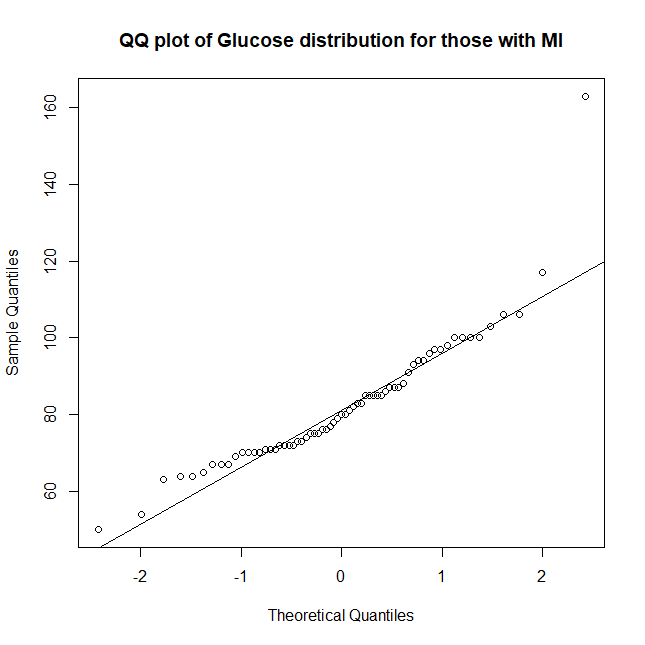 QQ plot of Glucose distribution for those with MI
Sample Quantiles
160
140
120
100
80
60
-2 -1 0 1 2
Theoretical Quantiles